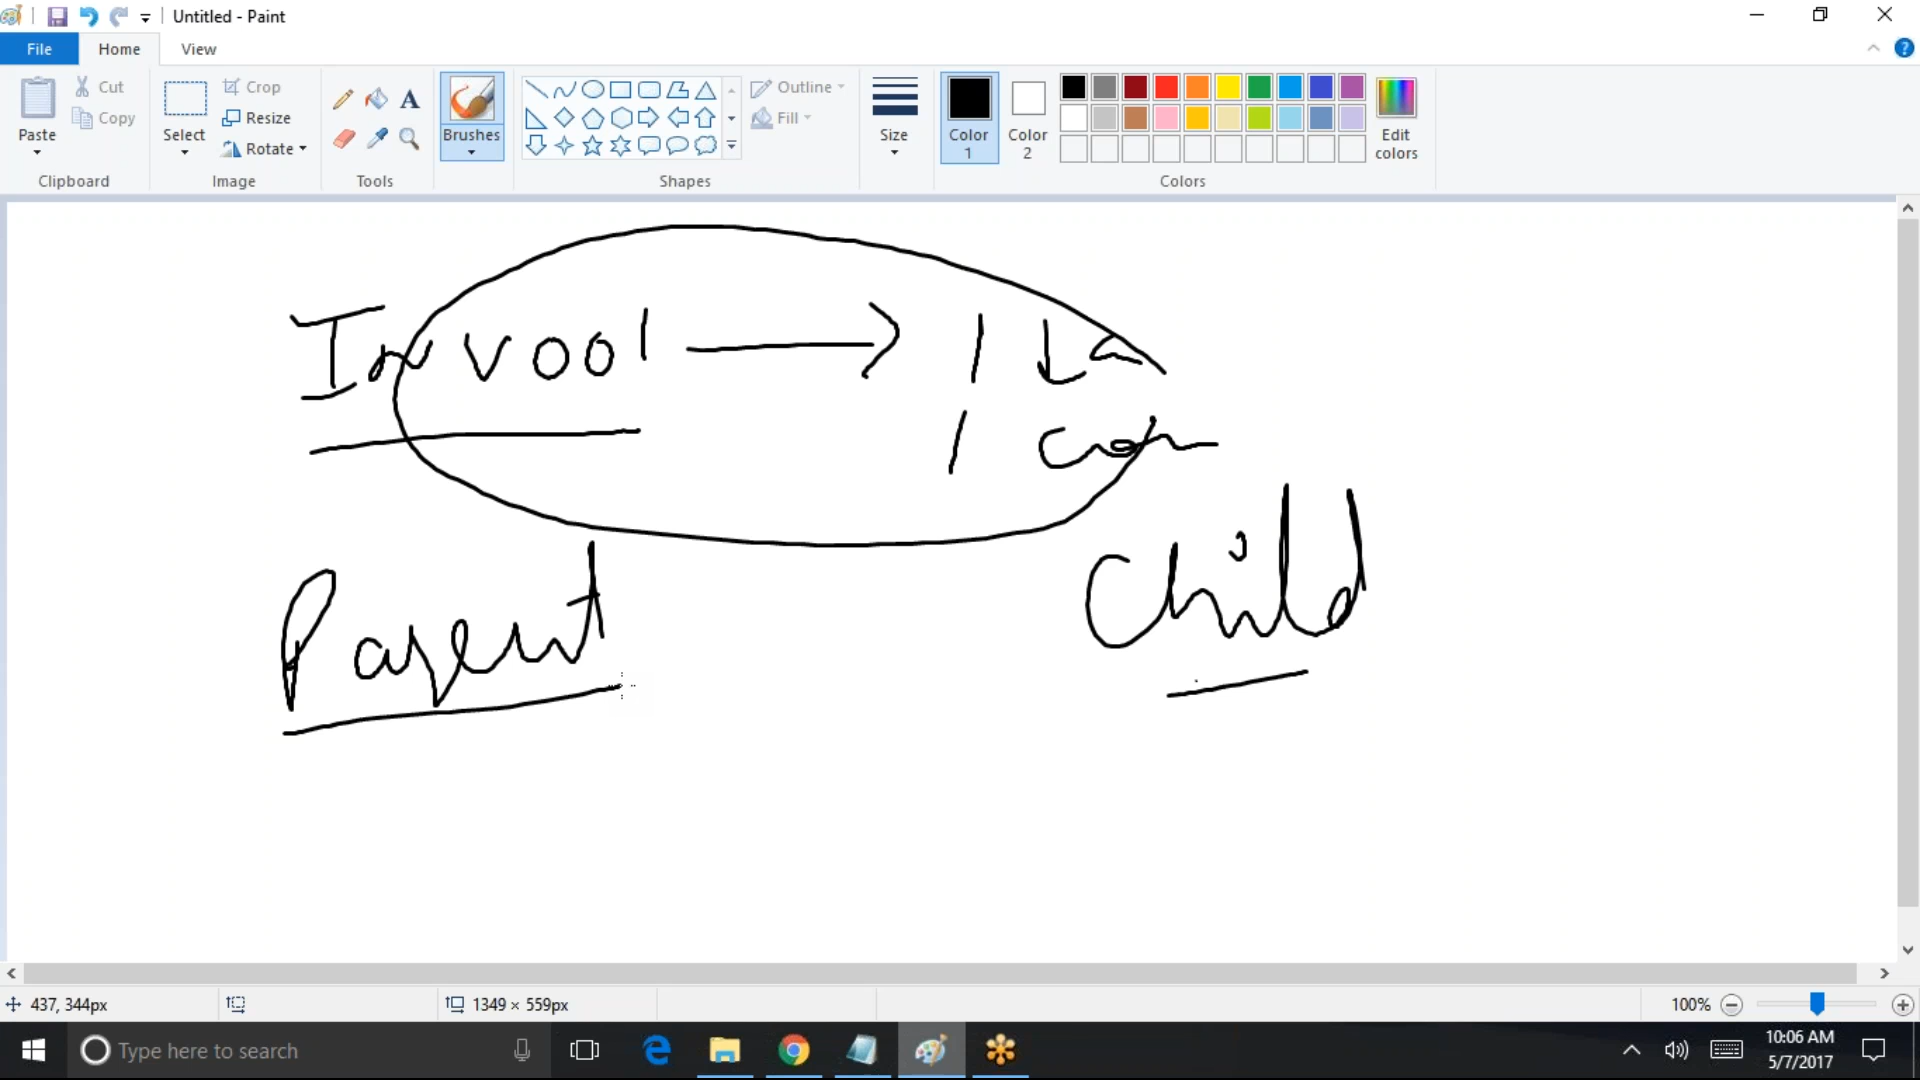 Untitled - Paint
File Home View
Paste
Cut
Copy
Clipboard
Select
Crop
Resize
Rotate
Image
Tools
Brushes
Shapes
Outline
Fill
Size
Color 1
Color 2
Edit colors
Colors
Inv001 1 La
1 Com
Parent Child
437, 344px 1349 × 559px 100%
Type here to search
10:06 AM
5/7/2017